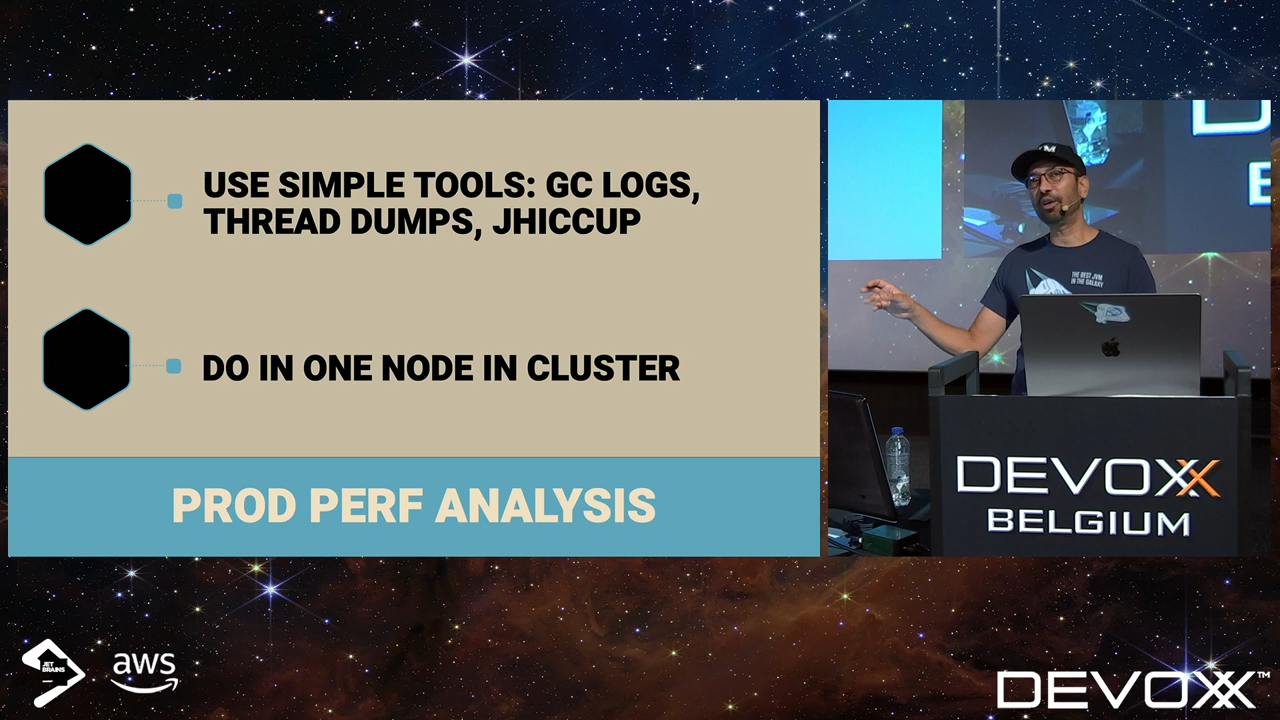 USE SIMPLE TOOLS: GC LOGS,
THREAD DUMPS, JHICCUP
DO IN ONE NODE IN CLUSTER
PROD PERF ANALYSIS
M
THE BEST JVM
IN THE GALAXY
DEVOXX
BELGIUM
JET
BRAINS
aws
DEVOXX™